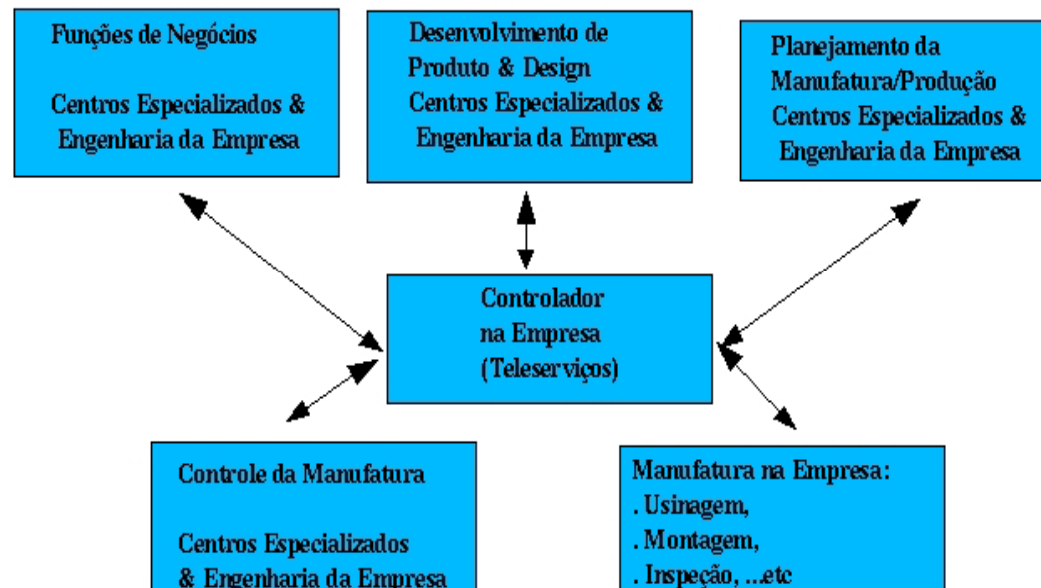 Funções de Negócios
Centros Especializados &
Engenharia da Empresa
Desenvolvimento de
Produto & Design
Centros Especializados &
Engenharia da Empresa
Planejamento da
Manufatura/Produção
Centros Especializados &
Engenharia da Empresa
Controlador
na Empresa
(Teleserviços)
Controle da Manufatura
Centros Especializados
& Engenharia da Empresa
Manufatura na Empresa:
. Usinagem,
. Montagem,
. Inspeção, ...etc